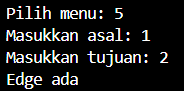 Pilih menu: 5
Masukkan asal: 1
Masukkan tujuan: 2
Edge ada